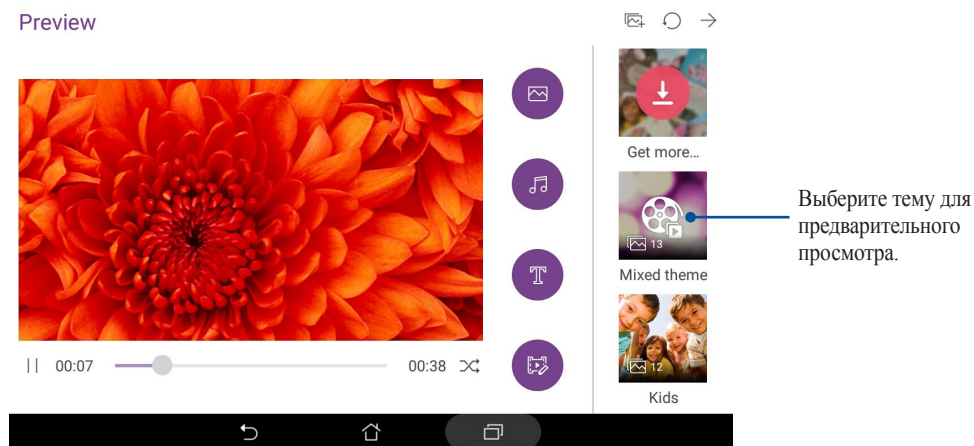 Preview
Get more...
13
Mixed theme
12
Kids
00:07
00:38
T
Выберите тему для
предварительного
просмотра.